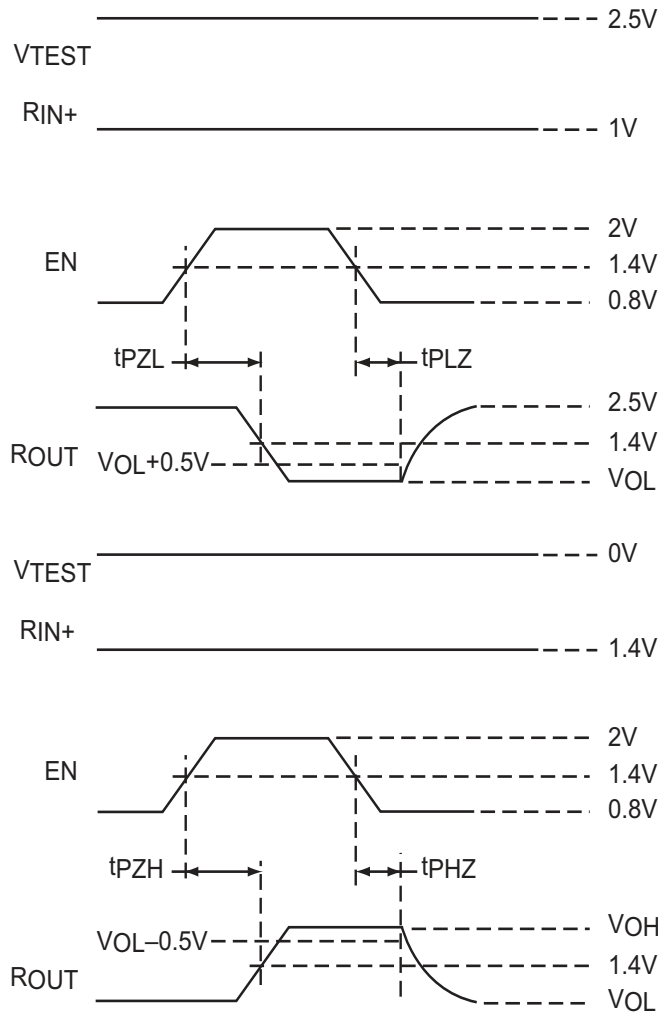 2.5V
VTEST
RIN+
1V
2V
EN
1.4V
0.8V
tPZL
tPLZ
2.5V
1.4V
ROUT
VOL+0.5V
VOL
0V
VTEST
RIN+
1.4V
2V
EN
1.4V
0.8V
tPZH
tPHZ
VOH
VOL–0.5V
1.4V
ROUT
VOL